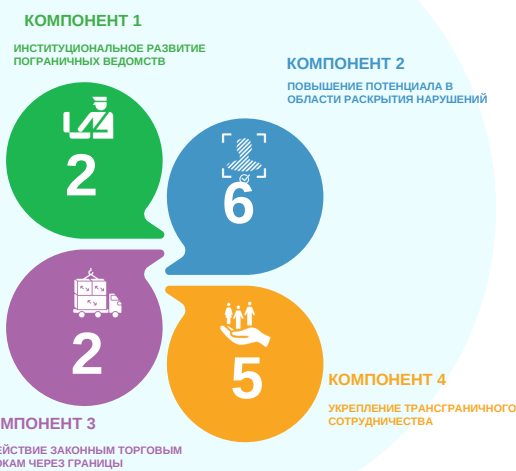 КОМПОНЕНТ 1
ИНСТИТУЦИОНАЛЬНОЕ РАЗВИТИЕ
ПОГРАНИЧНЫХ ВЕДОМСТВ
КОМПОНЕНТ 2
ПОВЫШЕНИЕ ПОТЕНЦИАЛА В
ОБЛАСТИ РАСКРЫТИЯ НАРУШЕНИЙ
2
6
2
5
КОМПОНЕНТ 4
УКРЕПЛЕНИЕ ТРАНСГРАНИЧНОГО
СОТРУДНИЧЕСТВА
МПОНЕНТ 3
ЕЙСТВИЕ ЗАКОННЫМ ТОРГОВЫМ
ОКАМ ЧЕРЕЗ ГРАНИЦЫ